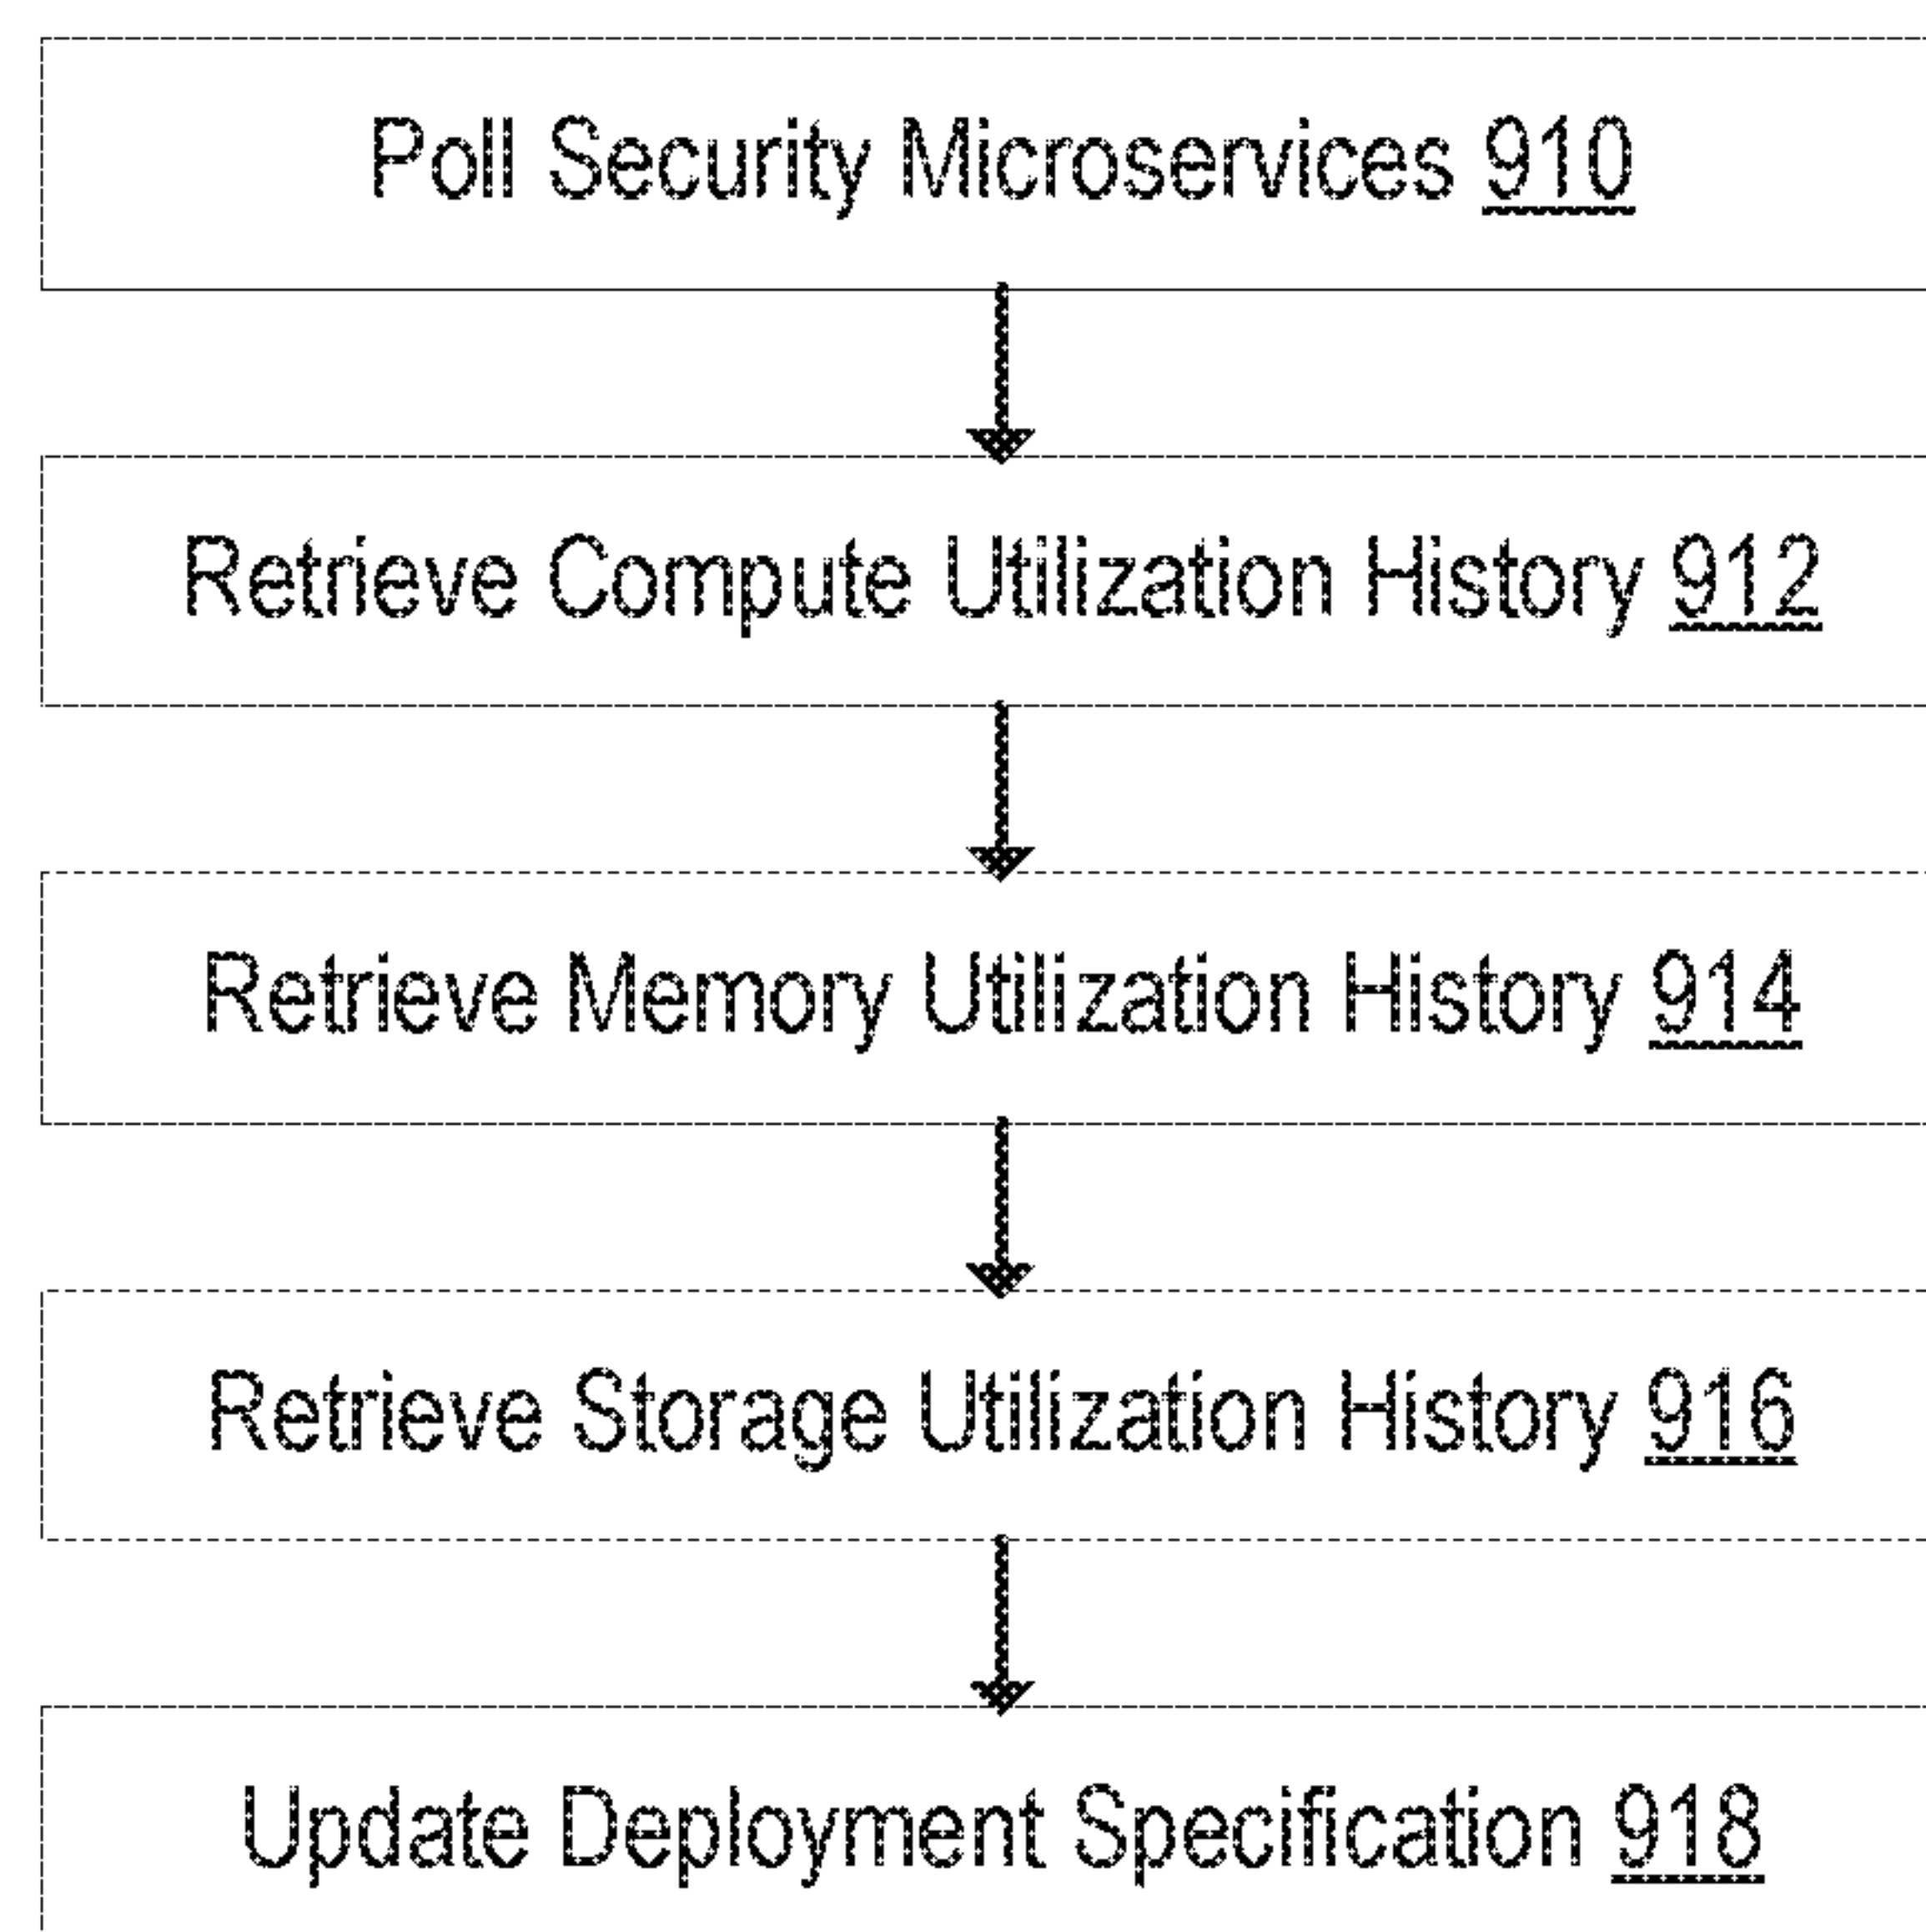 Poll Security Microservices 910
Retrieve Compute Utilization History 912
Retrieve Memory Utilization History 914
Retrieve Storage Utilization History 916
Update Deployment Specification 918